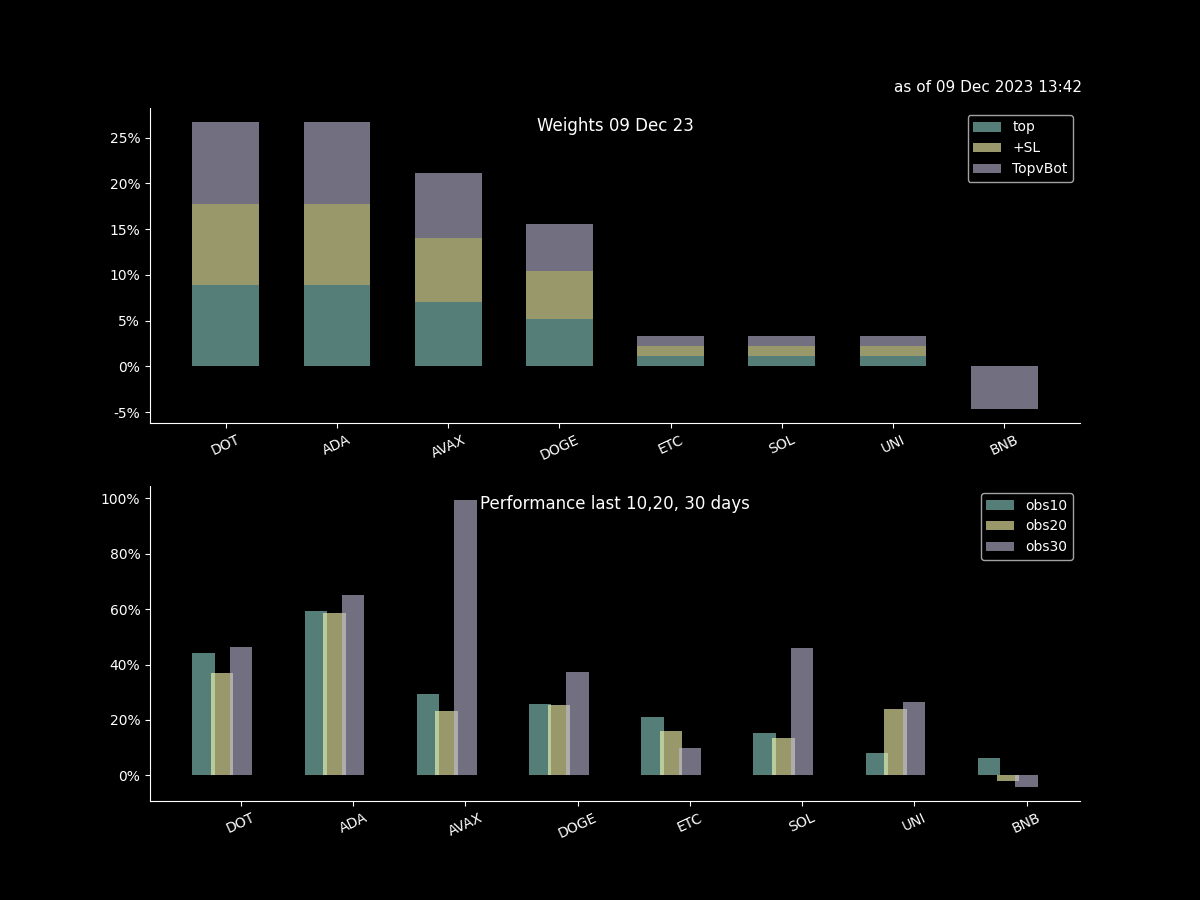 as of 09 Dec 2023 13:42
Weights 09 Dec 23
top
+SL
TopvBot
25%
20%
15%
10%
5%
0%
-5%
DOT ADA AVAX DOGE ETC SOL UNI BNB
Performance last 10,20, 30 days
obs10
obs20
obs30
100%
80%
60%
40%
20%
0%
DOT ADA AVAX DOGE ETC SOL UNI BNB